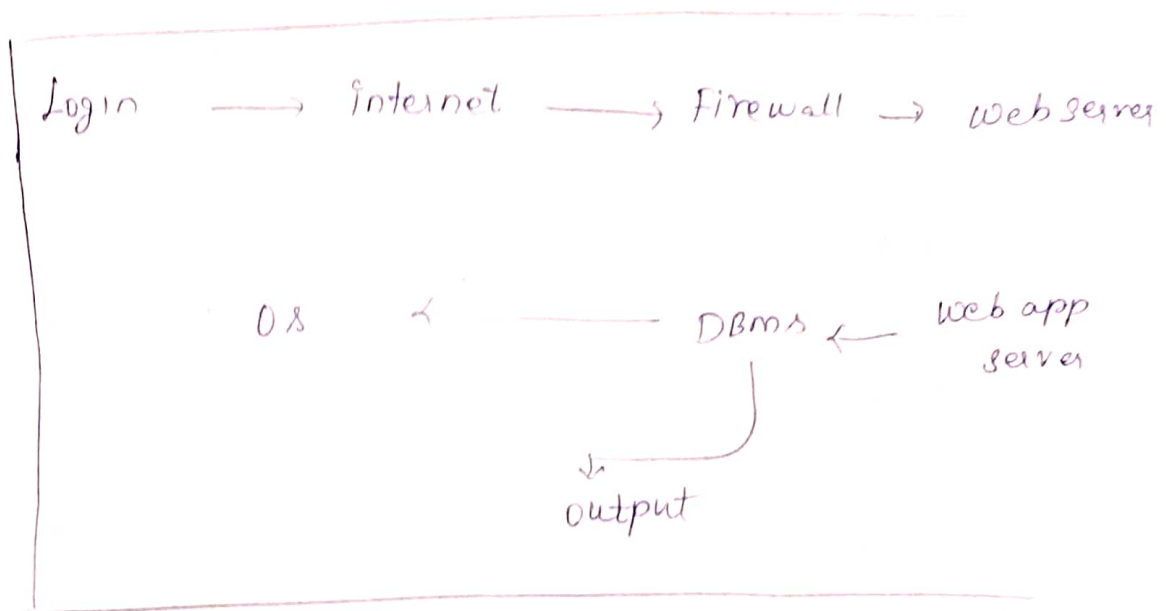 Login → internet → Firewall → web server
OS ← DBMS ← web app
server
output